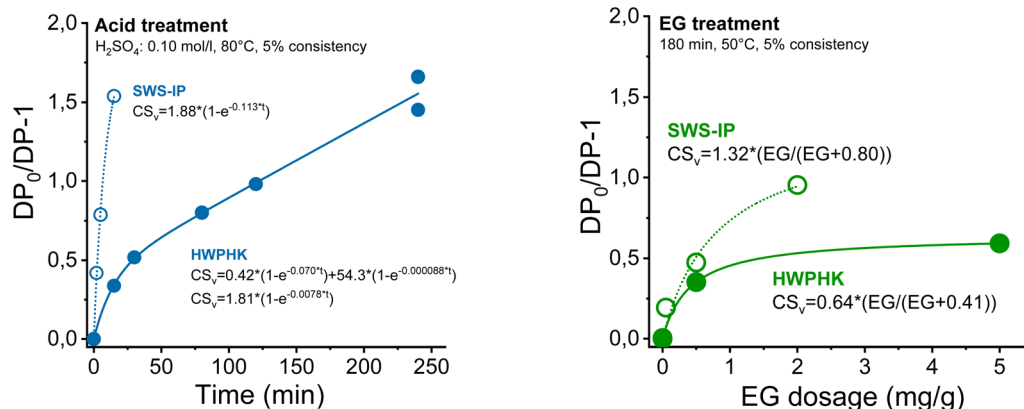 Acid treatment
H₂SO₄: 0.10 mol/l, 80°C, 5% consistency
2,0
1,5
1,0
0,5
0,0
DP₀/DP-1
SWS-IP
CSᵥ=1.88*(1-e^-0.113*t)
HWPHK
CSᵥ=0.42*(1-e^-0.070*t)+54.3*(1-e^-0.000088*t)
CSᵥ=1.81*(1-e^-0.0078*t)
0 50 100 150 200 250
Time (min)
EG treatment
180 min, 50°C, 5% consistency
2,0
1,5
1,0
0,5
0,0
DP₀/DP-1
SWS-IP
CSᵥ=1.32*(EG/(EG+0.80))
HWPHK
CSᵥ=0.64*(EG/(EG+0.41))
0 1 2 3 4 5
EG dosage (mg/g)